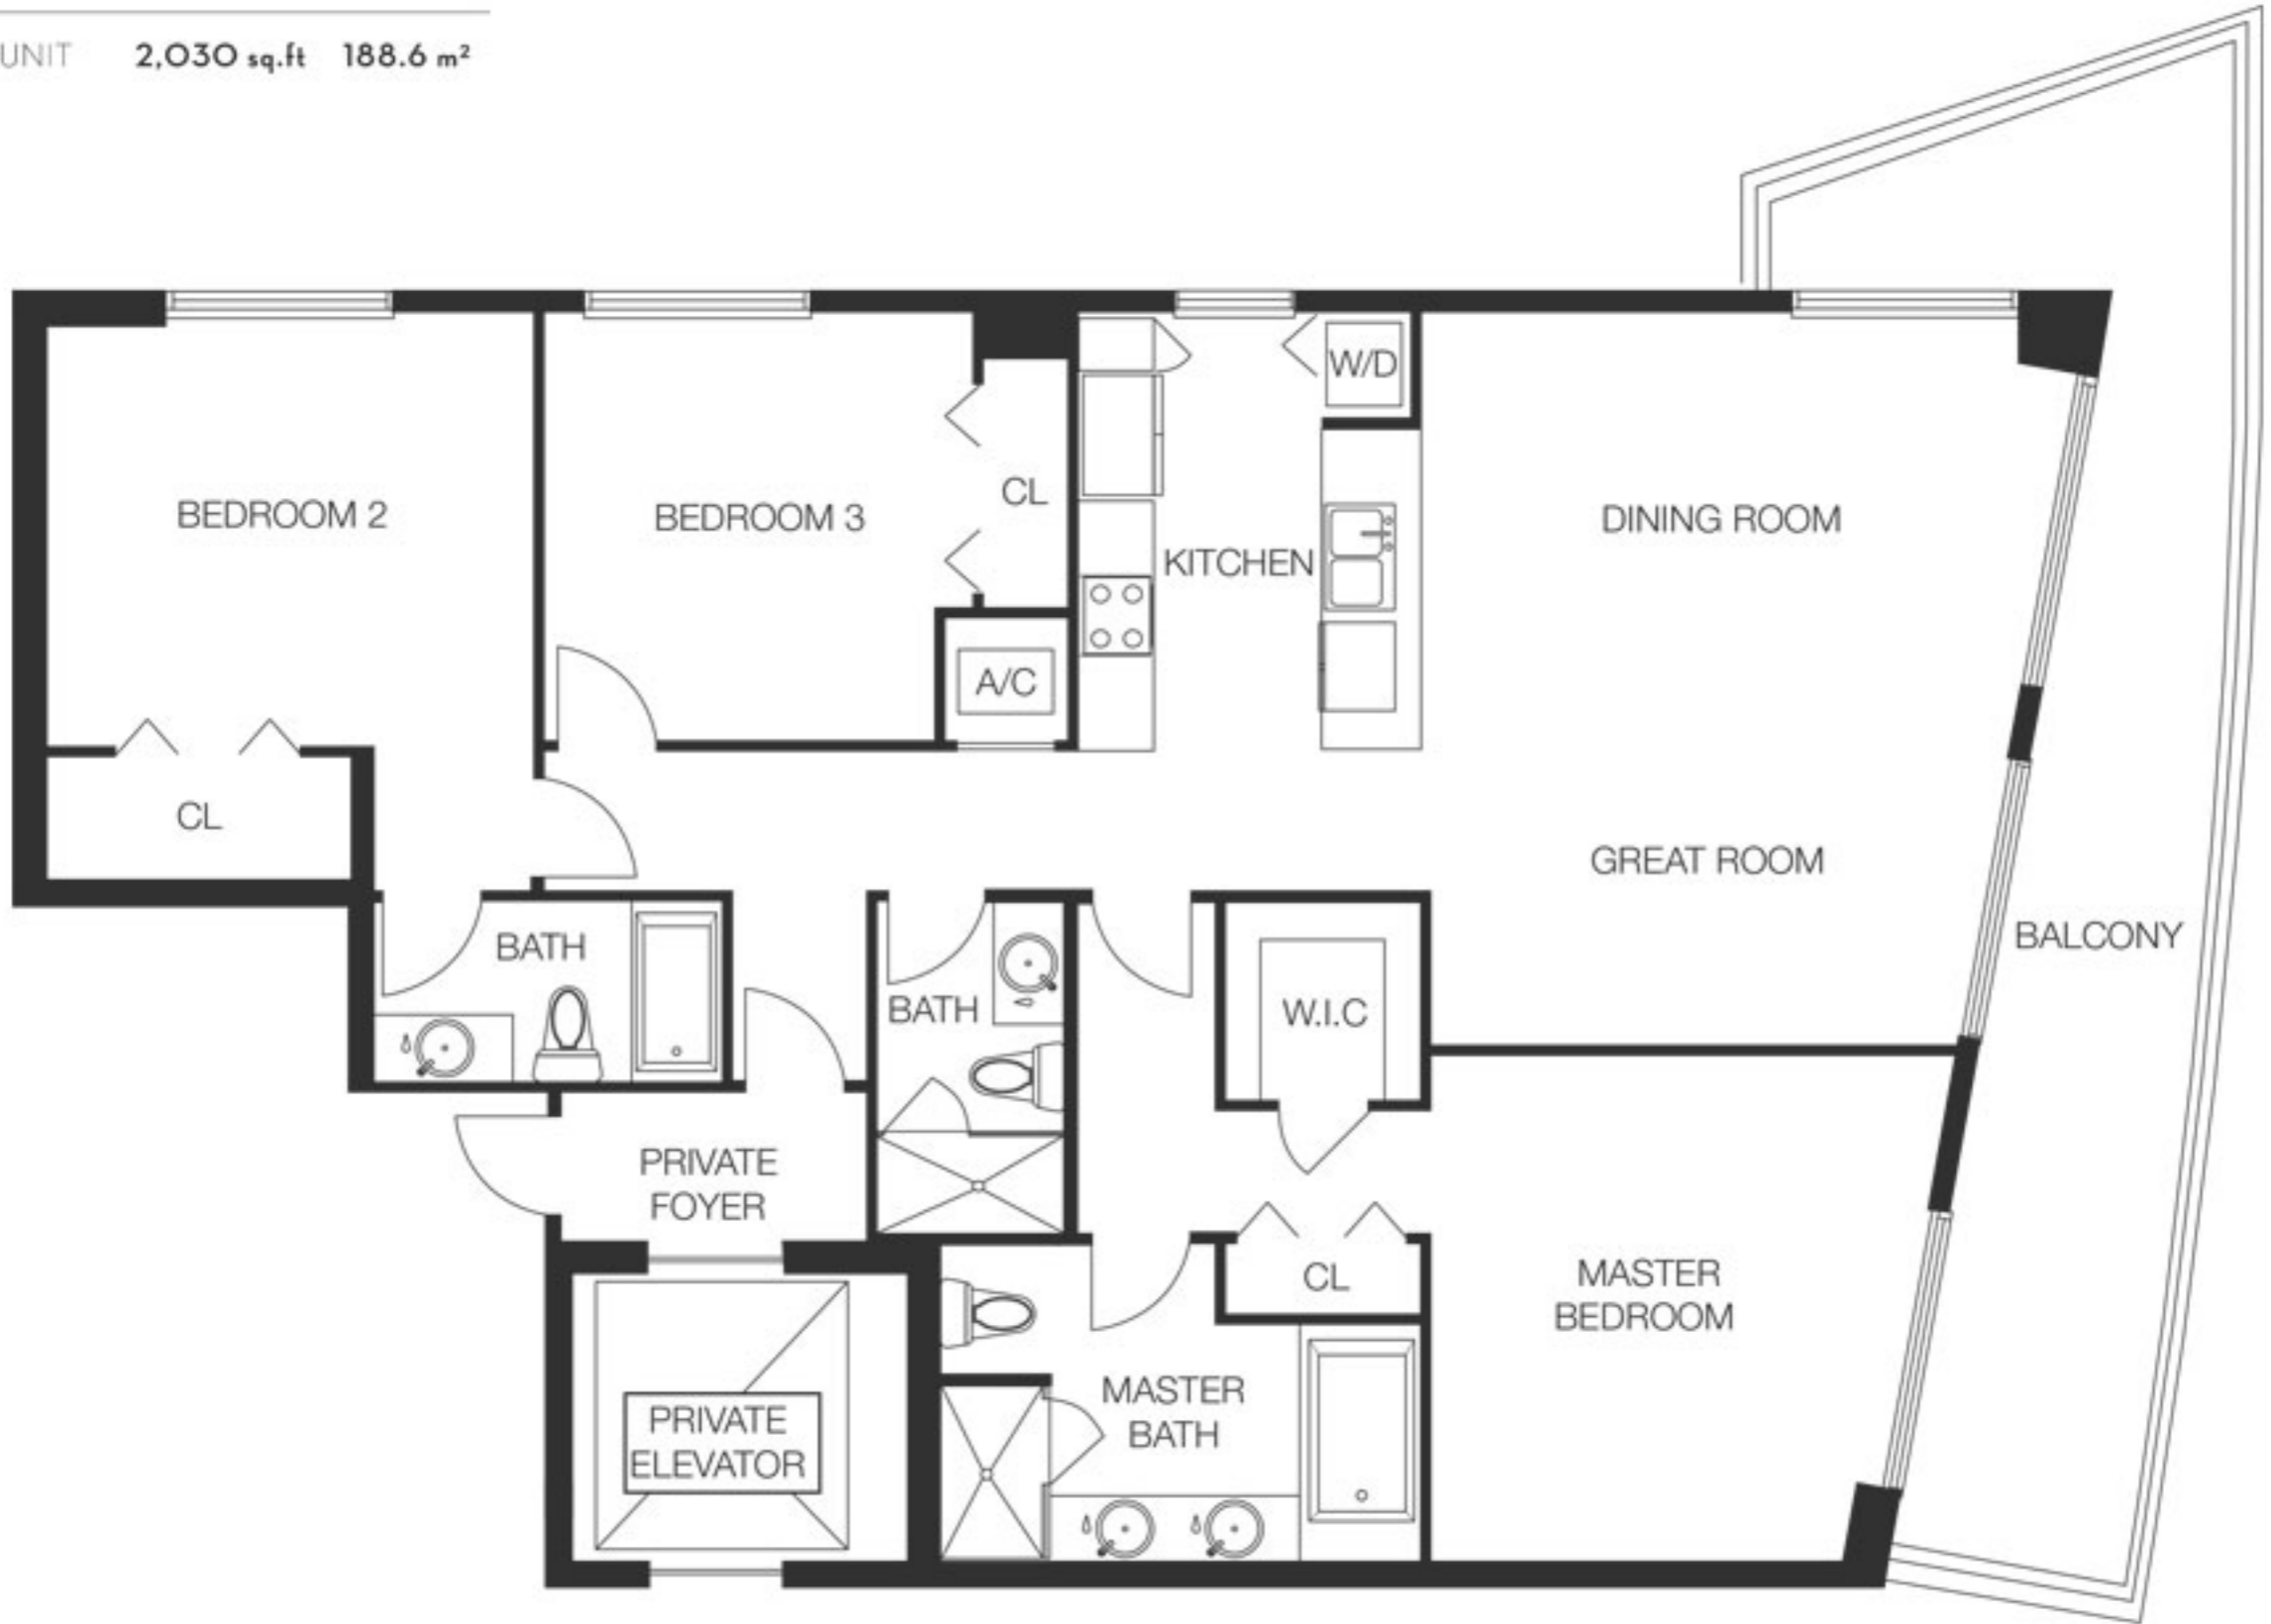 UNIT 2,030 sq.ft 188.6 m²
W/D
CL
BEDROOM 2
BEDROOM 3
DINING ROOM
KITCHEN
A/C
CL
GREAT ROOM
BALCONY
BATH
BATH
W.I.C
PRIVATE
FOYER
CL
MASTER
BEDROOM
MASTER
BATH
PRIVATE
ELEVATOR